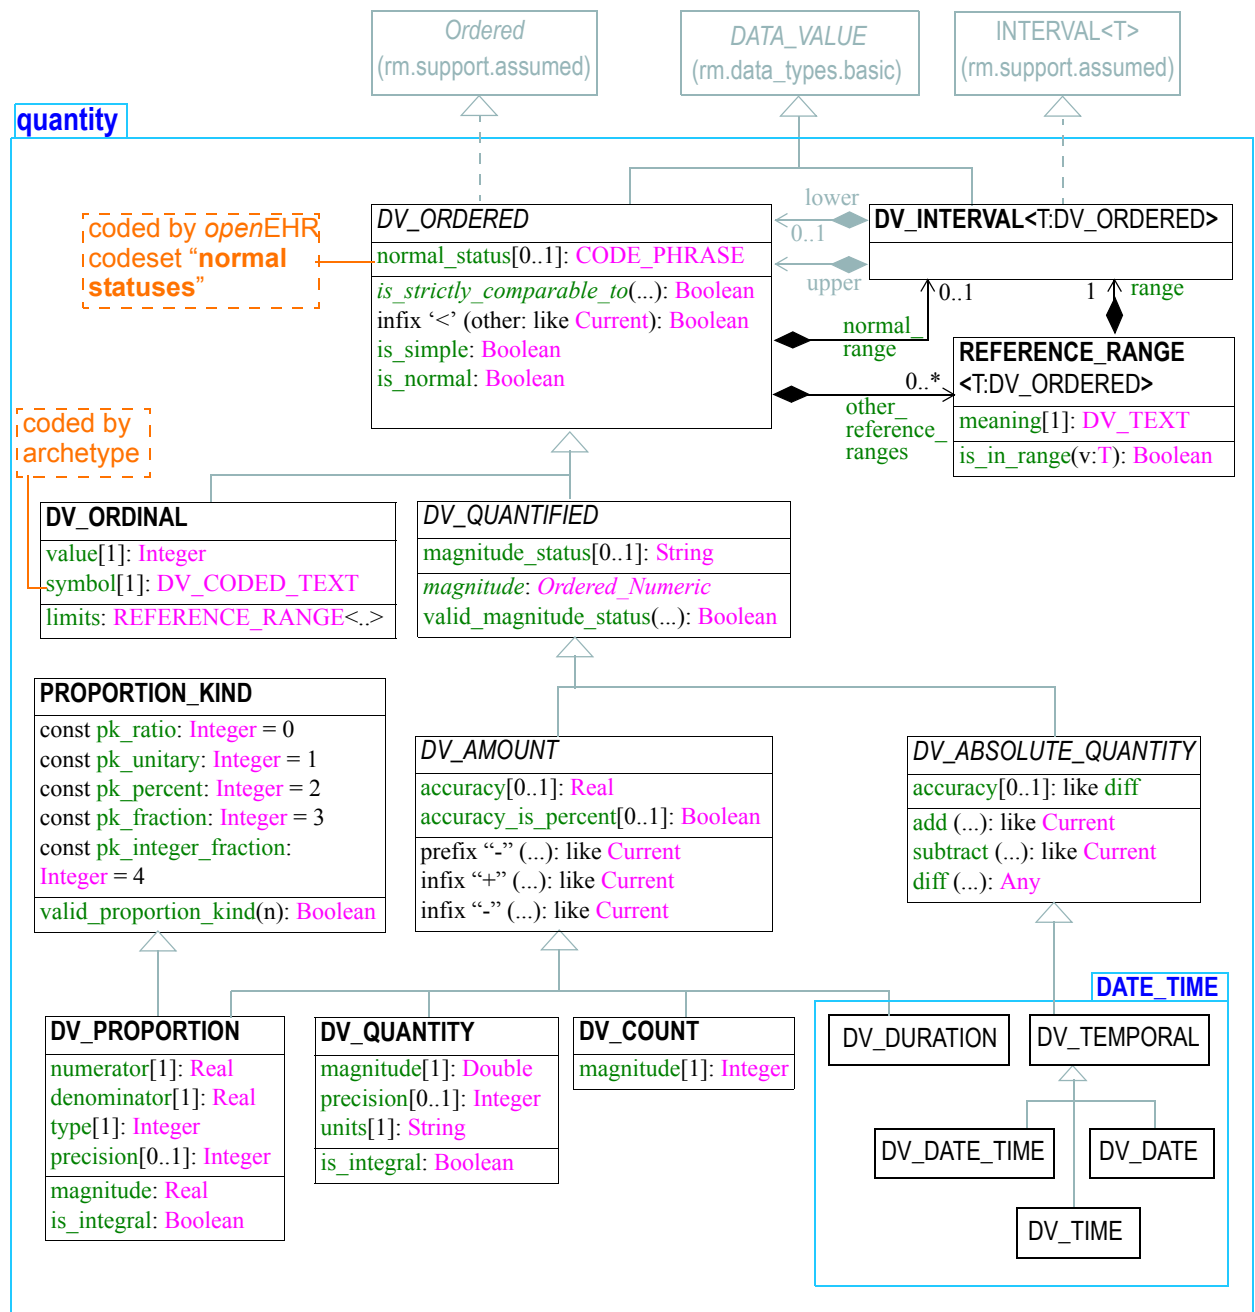 Ordered
(rm.support.assumed)
DATA_VALUE
(rm.data_types.basic)
INTERVAL<T>
(rm.support.assumed)
quantity
coded by openEHR
codeset “normal
statuses”
DV_ORDERED
normal_status[0..1]: CODE_PHRASE
is_strictly_comparable_to(...): Boolean
infix ‘<’ (other: like Current): Boolean
is_simple: Boolean
is_normal: Boolean
lower
0..1
upper
DV_INTERVAL<T:DV_ORDERED>
0..1
normal_
range
1
range
REFERENCE_RANGE
<T:DV_ORDERED>
meaning[1]: DV_TEXT
is_in_range(v:T): Boolean
0..*
other_
reference_
ranges
coded by
archetype
DV_ORDINAL
value[1]: Integer
symbol[1]: DV_CODED_TEXT
limits: REFERENCE_RANGE<..>
DV_QUANTIFIED
magnitude_status[0..1]: String
magnitude: Ordered_Numeric
valid_magnitude_status(...): Boolean
PROPORTION_KIND
const pk_ratio: Integer = 0
const pk_unitary: Integer = 1
const pk_percent: Integer = 2
const pk_fraction: Integer = 3
const pk_integer_fraction:
Integer = 4
valid_proportion_kind(n): Boolean
DV_AMOUNT
accuracy[0..1]: Real
accuracy_is_percent[0..1]: Boolean
prefix “-” (...): like Current
infix “+” (...): like Current
infix “-” (...): like Current
DV_ABSOLUTE_QUANTITY
accuracy[0..1]: like diff
add (...): like Current
subtract (...): like Current
diff (...): Any
DV_PROPORTION
numerator[1]: Real
denominator[1]: Real
type[1]: Integer
precision[0..1]: Integer
magnitude: Real
is_integral: Boolean
DV_QUANTITY
magnitude[1]: Double
precision[0..1]: Integer
units[1]: String
is_integral: Boolean
DV_COUNT
magnitude[1]: Integer
DATE_TIME
DV_DURATION
DV_TEMPORAL
DV_DATE_TIME
DV_DATE
DV_TIME